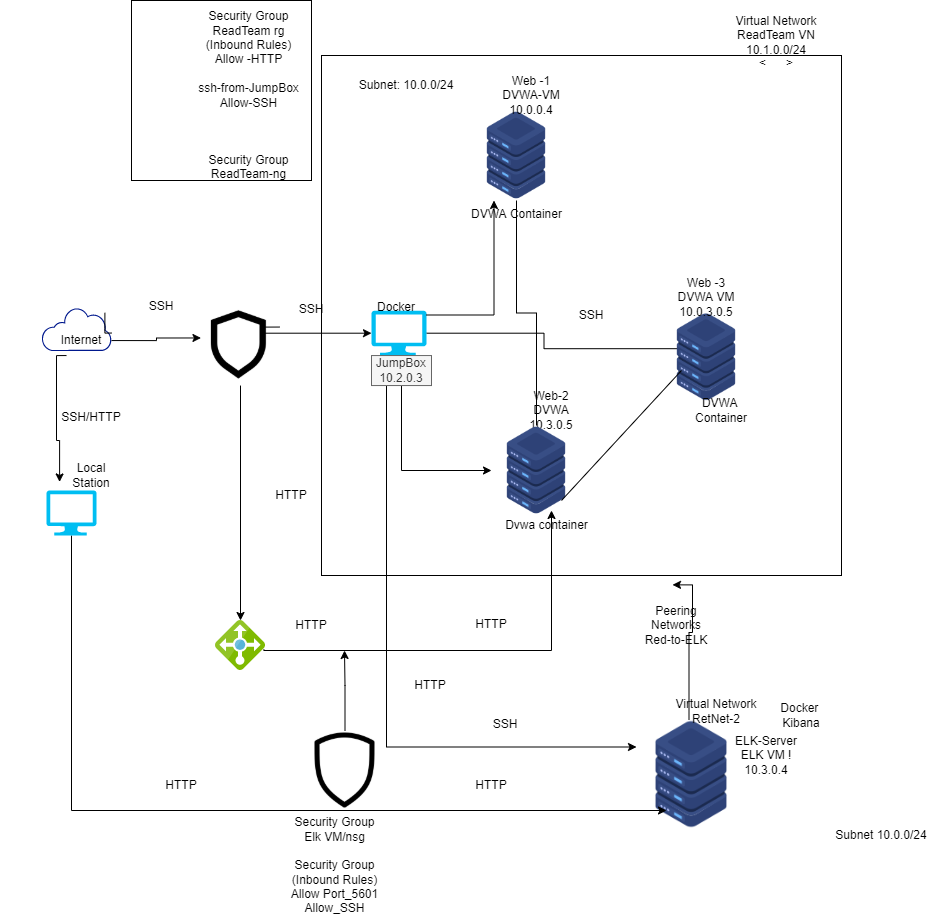 Security Group
ReadTeam rg
(Inbound Rules)
Allow -HTTP
ssh-from-JumpBox
Allow-SSH
Security Group
ReadTeam-ng
Virtual Network
ReadTeam VN
10.1.0.0/24
< >
Subnet: 10.0.0/24
Web -1
DVWA-VM
10.0.0.4
DVWA Container
Web -3
DVWA VM
10.0.3.0.5
DVWA
Container
SSH
SSH
Docker
SSH
Internet
JumpBox
10.2.0.3
Web-2
DVWA
10.3.0.5
Dvwa container
SSH/HTTP
Local
Station
HTTP
HTTP
HTTP
Peering
Networks
Red-to-ELK
HTTP
Virtual Network
RetNet-2
Docker
Kibana
SSH
ELK-Server
ELK VM !
10.3.0.4
HTTP
HTTP
Security Group
Elk VM/nsg
Subnet 10.0.0/24
Security Group
(Inbound Rules)
Allow Port_5601
Allow_SSH